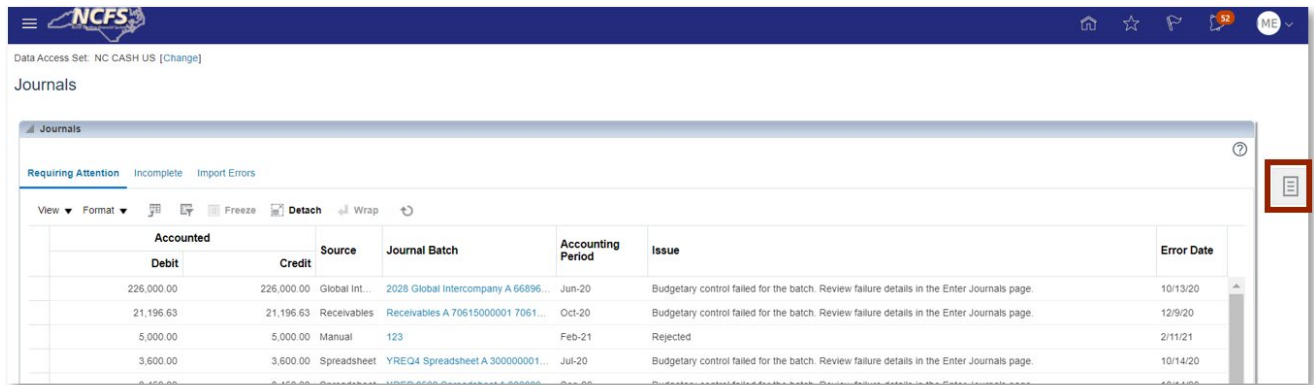 NCFS
52
ME
Data Access Set: NC CASH US [Change]
Journals
Journals
Requiring Attention Incomplete Import Errors
View Format Freeze Detach Wrap
Accounted
Debit Credit Source Journal Batch Accounting Period Issue Error Date
226,000.00 226,000.00 Global Int... 2028 Global Intercompany A 66896... Jun-20 Budgetary control failed for the batch. Review failure details in the Enter Journals page. 10/13/20
21,196.63 21,196.63 Receivables Receivables A 70615000001 7061... Oct-20 Budgetary control failed for the batch. Review failure details in the Enter Journals page. 12/9/20
5,000.00 5,000.00 Manual 123 Feb-21 Rejected 2/11/21
3,600.00 3,600.00 Spreadsheet YREQ4 Spreadsheet A 300000001... Jul-20 Budgetary control failed for the batch. Review failure details in the Enter Journals page. 10/14/20